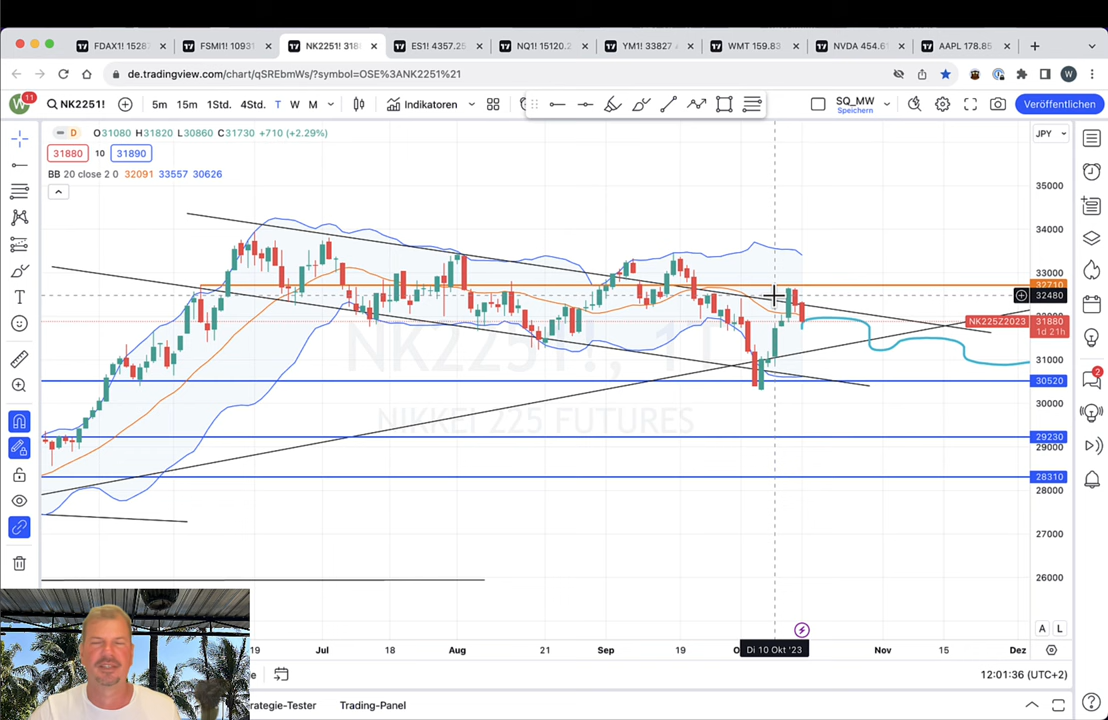 FDAX1! 1528
FSMI1! 1093
NK2251! 318
ES1! 4357.25
NQ1! 15120.2
YM1! 33827
WMT 159.83
NVDA 454.6
AAPL 178.85
de.tradingview.com/chart/qSREbmWs/?symbol=OSE%3ANK2251%21
W
W 11 NK2251! 5m 15m 1Std. 4Std. T W M Indikatoren SQ_MW Speichern Veröffentlichen
D O31080 H31820 L30860 C31730 +710 (+2.29%)
JPY
31880 10 31890
BB 20 close 2 0 32091 33557 30626
35000
34000
33000
32710
32480
NK225Z2023 31880
1d 21h
31000
30520
30000
29230
29000
28310
28000
27000
26000
NIKKEI 225 FUTURES
2
A L
19 Jul 18 Aug 21 Sep 19 Di 10 Okt '23 Nov 15 Dez
12:01:36 (UTC+2)
rategie-Tester Trading-Panel